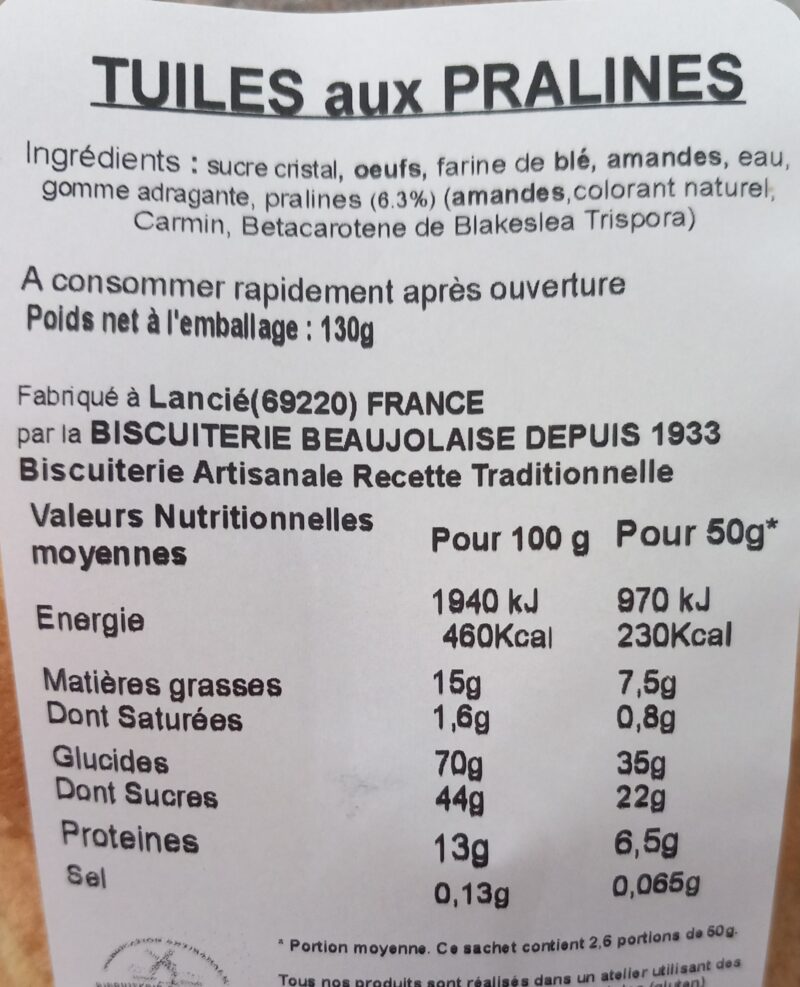 TUILES aux PRALINES
Ingrédients : sucre cristal, oeufs, farine de blé, amandes, eau,
gomme adragante, pralines (6.3%) (amandes,colorant naturel;
Carmin, Betacarotene de Blakeslea Trispora)
A consommer rapidement après ouverture
Poids net à l'emballage : 130g
Fabriqué à Lancié(69220) FRANCE
par la BISCUITERIE BEAUJOLAISE DEPUIS 1933
Biscuiterie Artisanale Recette Traditionnelle
Valeurs Nutritionnelles
moyennes Pour 100 g Pour 50g*
Energie 1940 kJ 970 kJ
460Kcal 230Kcal
Matières grasses 15g 7,5g
Dont Saturées 1,6g 0,8g
Glucides 70g 35g
Dont Sucres 44g 22g
Proteines 13g 6,5g
Sel 0,13g 0,065g
* Portion moyenne. Ce sachet contient 2,6 portions de 50g.
Tous nos produits sont réalisés dans un atelier utilisant des
(gluten)